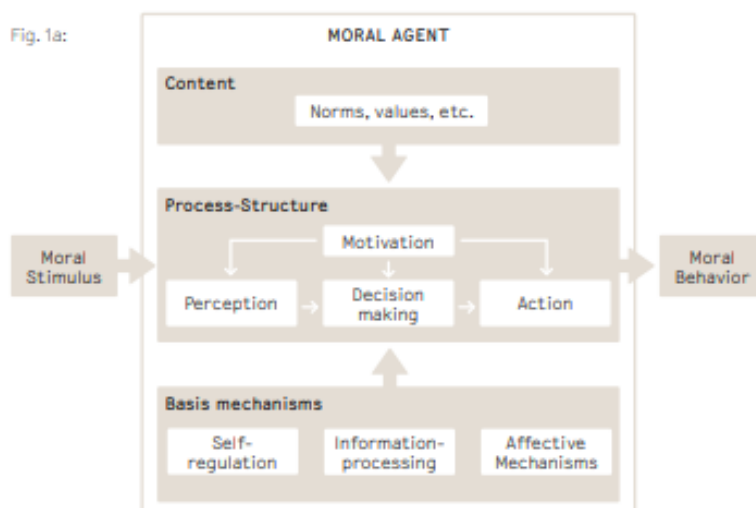 Fig. 1a:
MORAL AGENT
Content
Norms, values, etc.
Process-Structure
Motivation
Moral
Stimulus
Perception
Decision
making
Action
Moral
Behavior
Basis mechanisms
Self-
regulation
Information-
processing
Affective
Mechanisms